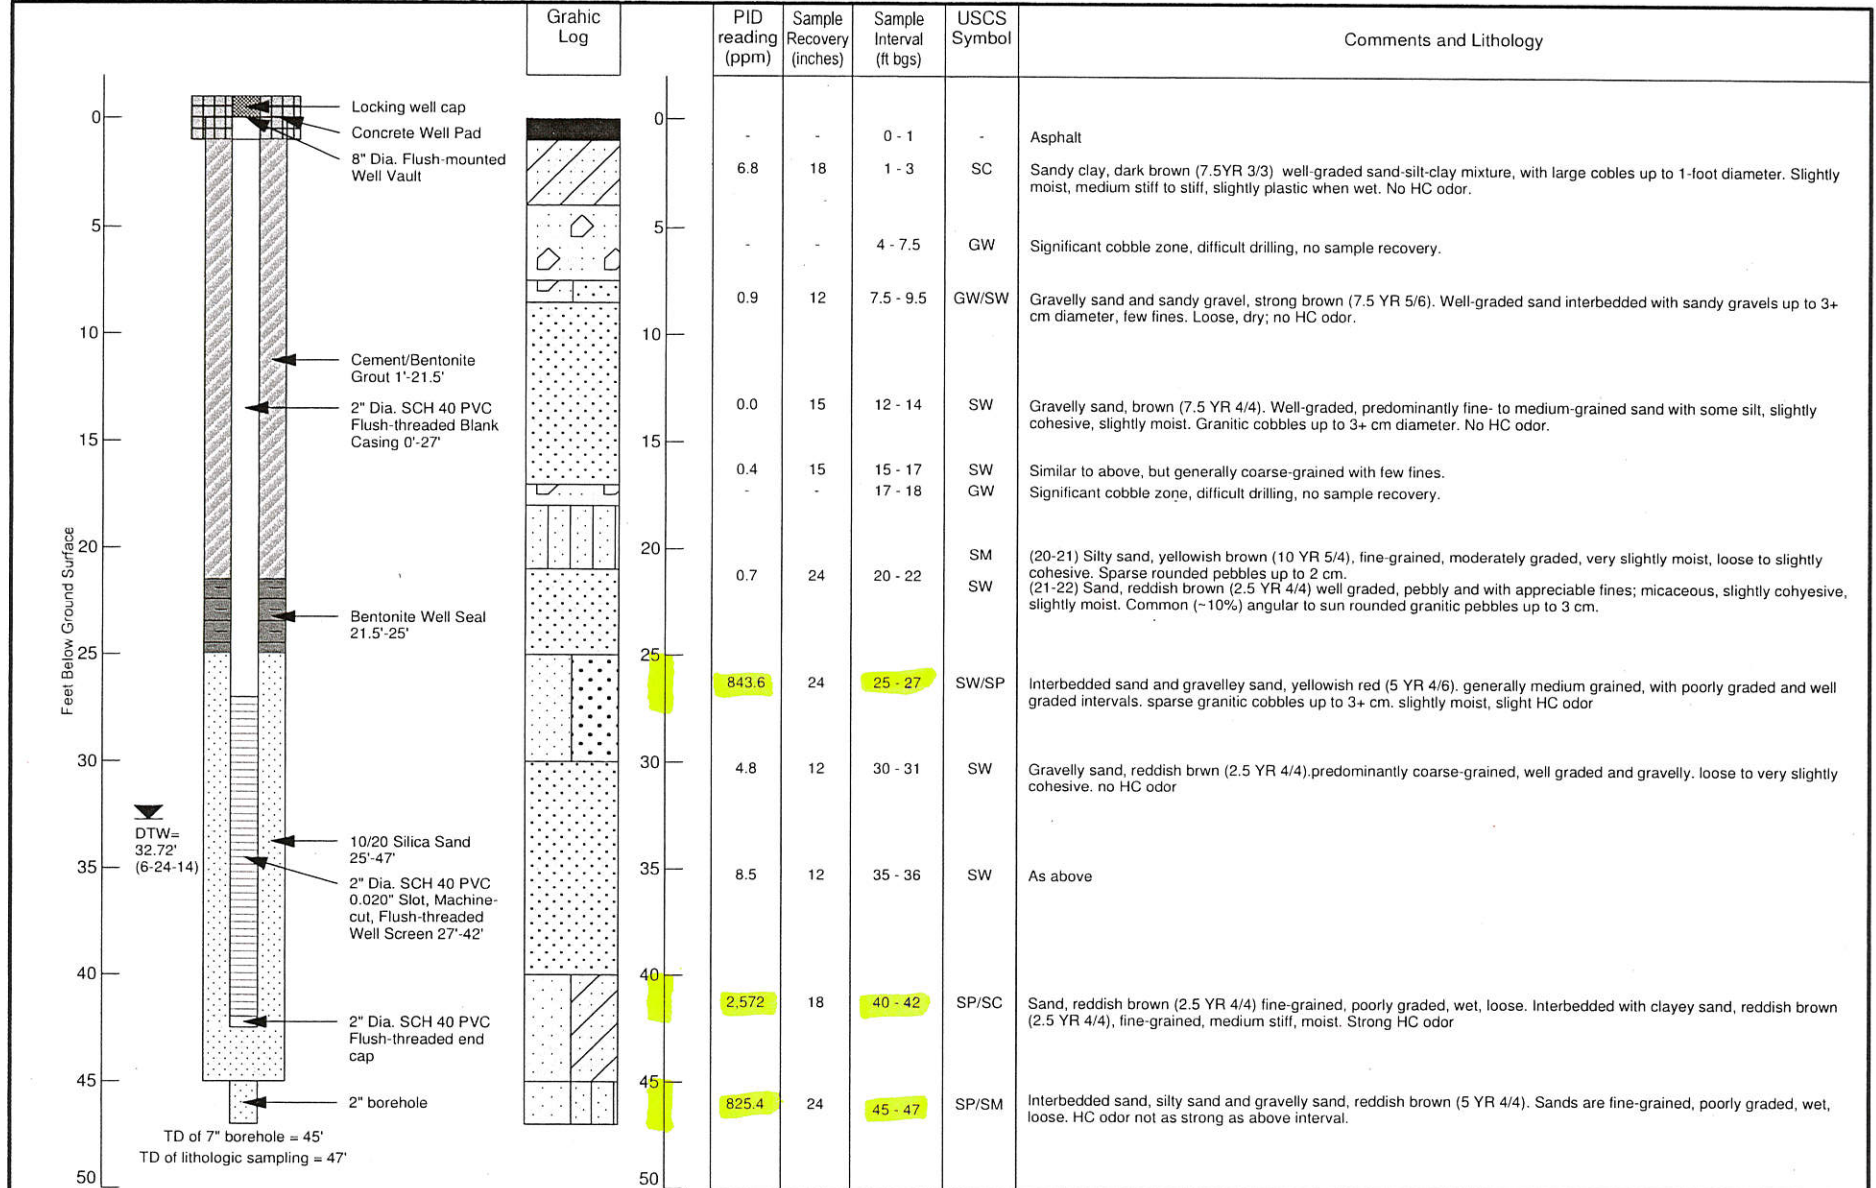 Grahic
Log
PID
reading
(ppm)
Sample
Recovery
(inches)
Sample
Interval
(ft bgs)
USCS
Symbol
Comments and Lithology
Feet Below Ground Surface
0
5
10
15
20
25
30
35
40
45
50
Locking well cap
Concrete Well Pad
8" Dia. Flush-mounted
Well Vault
Cement/Bentonite
Grout 1'-21.5'
2" Dia. SCH 40 PVC
Flush-threaded Blank
Casing 0'-27'
Bentonite Well Seal
21.5'-25'
DTW=
32.72'
(6-24-14)
10/20 Silica Sand
25'-47'
2" Dia. SCH 40 PVC
0.020" Slot, Machine-
cut, Flush-threaded
Well Screen 27'-42'
2" Dia. SCH 40 PVC
Flush-threaded end
cap
2" borehole
TD of 7" borehole = 45'
TD of lithologic sampling = 47'
0
5
10
15
20
25
30
35
40
45
50
- - 0 - 1 - Asphalt
6.8 18 1 - 3 SC Sandy clay, dark brown (7.5YR 3/3) well-graded sand-silt-clay mixture, with large cobles up to 1-foot diameter. Slightly
moist, medium stiff to stiff, slightly plastic when wet. No HC odor.
- - 4 - 7.5 GW Significant cobble zone, difficult drilling, no sample recovery.
0.9 12 7.5 - 9.5 GW/SW Gravelly sand and sandy gravel, strong brown (7.5 YR 5/6). Well-graded sand interbedded with sandy gravels up to 3+
cm diameter, few fines. Loose, dry; no HC odor.
0.0 15 12 - 14 SW Gravelly sand, brown (7.5 YR 4/4). Well-graded, predominantly fine- to medium-grained sand with some silt, slightly
cohesive, slightly moist. Granitic cobbles up to 3+ cm diameter. No HC odor.
0.4 15 15 - 17 SW Similar to above, but generally coarse-grained with few fines.
- - 17 - 18 GW Significant cobble zone, difficult drilling, no sample recovery.
SM (20-21) Silty sand, yellowish brown (10 YR 5/4), fine-grained, moderately graded, very slightly moist, loose to slightly
0.7 24 20 - 22 cohesive. Sparse rounded pebbles up to 2 cm.
SW (21-22) Sand, reddish brown (2.5 YR 4/4) well graded, pebbly and with appreciable fines; micaceous, slightly cohyesive,
slightly moist. Common (~10%) angular to sun rounded granitic pebbles up to 3 cm.
843.6 24 25 - 27 SW/SP Interbedded sand and gravelley sand, yellowish red (5 YR 4/6). generally medium grained, with poorly graded and well
graded intervals. sparse granitic cobbles up to 3+ cm. slightly moist, slight HC odor
4.8 12 30 - 31 SW Gravelly sand, reddish brwn (2.5 YR 4/4).predominantly coarse-grained, well graded and gravelly. loose to very slightly
cohesive. no HC odor
8.5 12 35 - 36 SW As above
2,572 18 40 - 42 SP/SC Sand, reddish brown (2.5 YR 4/4) fine-grained, poorly graded, wet, loose. Interbedded with clayey sand, reddish brown
(2.5 YR 4/4), fine-grained, medium stiff, moist. Strong HC odor
825.4 24 45 - 47 SP/SM Interbedded sand, silty sand and gravelly sand, reddish brown (5 YR 4/4). Sands are fine-grained, poorly graded, wet,
loose. HC odor not as strong as above interval.